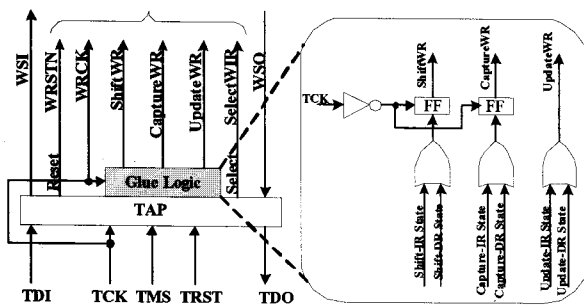 WSI
WRSTN
WRCK
ShiftWR
CaptureWR
UpdateWR
SelectWIR
WSO
Reset
Select
Glue Logic
TAP
TDI
TCK
TMS
TRST
TDO
ShiftWR
CaptureWR
UpdateWR
TCK
FF
FF
Shift-IR State
Shift-DR State
Capture-IR State
Capture-DR State
Update-IR State
Update-DR State